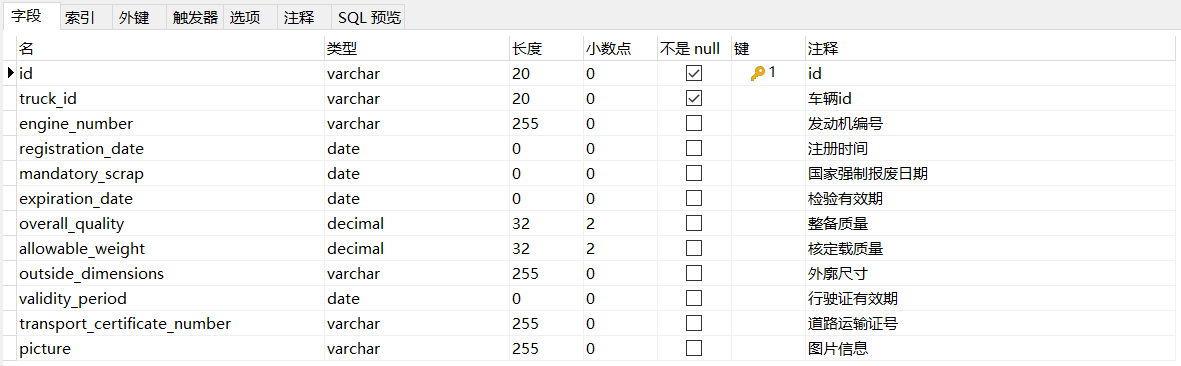 字段 索引 外键 触发器 选项 注释 SQL 预览
名 类型 长度 小数点 不是 null 键 注释
id varchar 20 0 1 id
truck_id varchar 20 0 车辆id
engine_number varchar 255 0 发动机编号
registration_date date 0 0 注册时间
mandatory_scrap date 0 0 国家强制报废日期
expiration_date date 0 0 检验有效期
overall_quality decimal 32 2 整备质量
allowable_weight decimal 32 2 核定载质量
outside_dimensions varchar 255 0 外廓尺寸
validity_period date 0 0 行驶证有效期
transport_certificate_number varchar 255 0 道路运输证号
picture varchar 255 0 图片信息